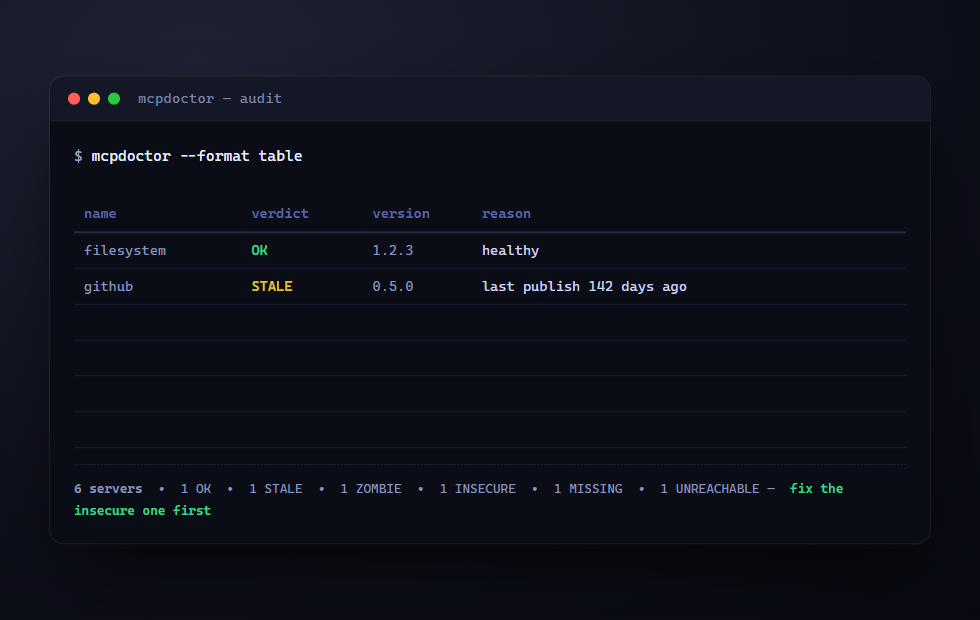 mcpdoctor — audit
$ mcpdoctor --format table
name verdict version reason
filesystem OK 1.2.3 healthy
github STALE 0.5.0 last publish 142 days ago
6 servers • 1 OK • 1 STALE • 1 ZOMBIE • 1 INSECURE • 1 MISSING • 1 UNREACHABLE — fix the
insecure one first